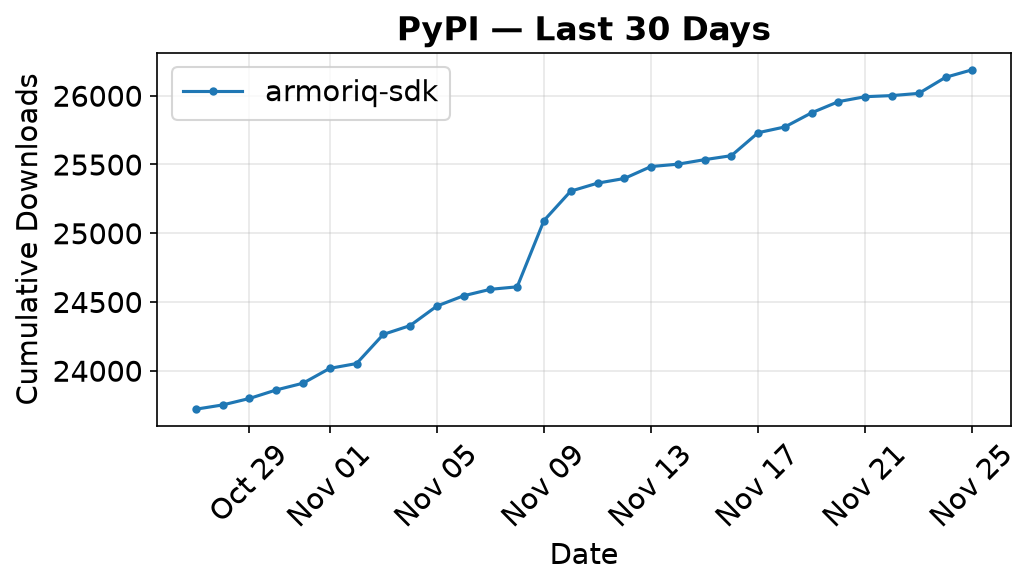 PyPI — Last 30 Days
armoriq-sdk
Cumulative Downloads
26000
25500
25000
24500
24000
Oct 29
Nov 01
Nov 05
Nov 09
Nov 13
Nov 17
Nov 21
Nov 25
Date